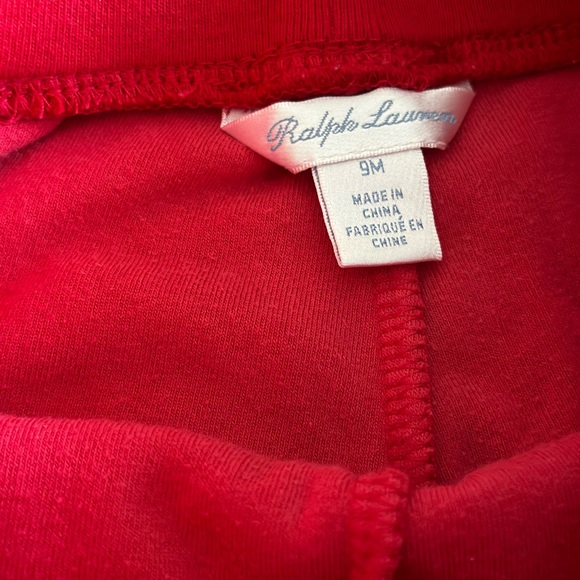 Ralph Lauren
9M
MADE IN
CHINA
FABRIQUÉ EN
CHINE